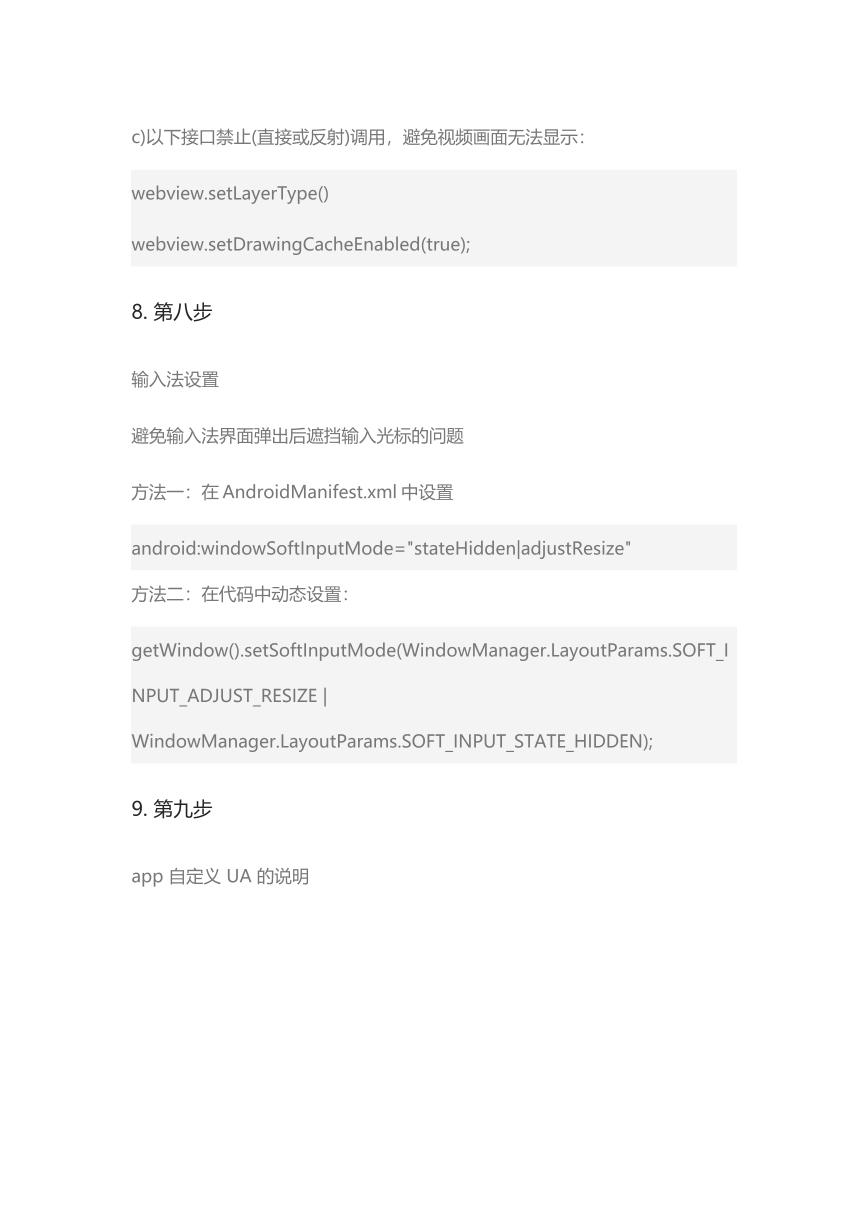 c)以下接口禁止(直接或反射)调用，避免视频画面无法显示：
webview.setLayerType()
webview.setDrawingCacheEnabled(true);
8. 第八步
输入法设置
避免输入法界面弹出后遮挡输入光标的问题
方法一：在 AndroidManifest.xml 中设置
android:windowSoftInputMode="stateHidden|adjustResize"
方法二：在代码中动态设置：
getWindow().setSoftInputMode(WindowManager.LayoutParams.SOFT_I
NPUT_ADJUST_RESIZE |
WindowManager.LayoutParams.SOFT_INPUT_STATE_HIDDEN);
9. 第九步
app 自定义 UA 的说明